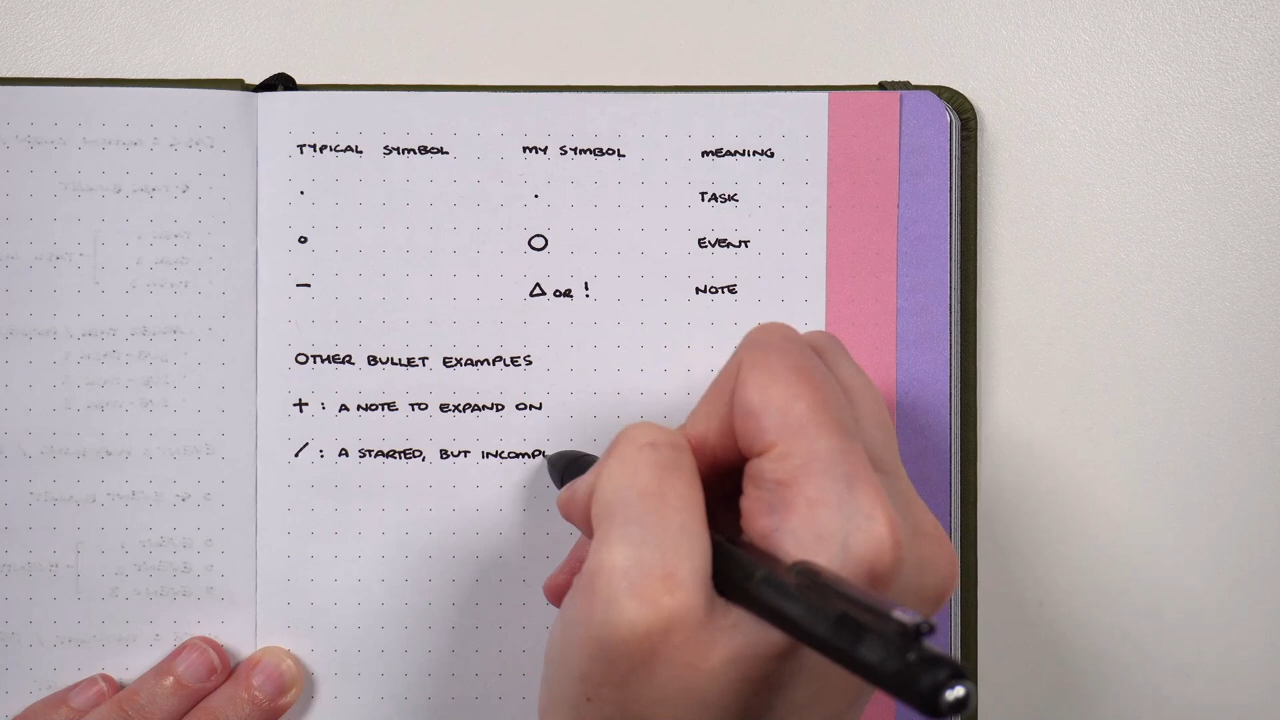 TYPICAL SYMBOL MY SYMBOL MEANING
· · TASK
o O EVENT
— △ OR ! NOTE
OTHER BULLET EXAMPLES
+ : A NOTE TO EXPAND ON
/ : A STARTED, BUT INCOMPL